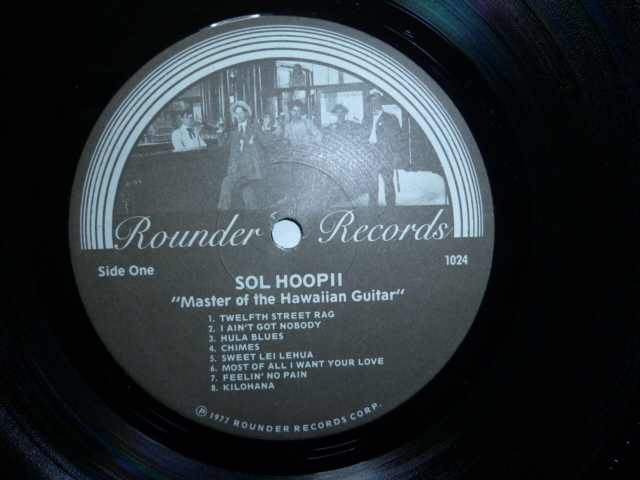 Rounder Records
Side One
1024
SOL HOOPII
"Master of the Hawaiian Guitar"
1. TWELFTH STREET RAG
2. I AIN'T GOT NOBODY
3. HULA BLUES
4. CHIMES
5. SWEET LEI LEHUA
6. MOST OF ALL I WANT YOUR LOVE
7. FEELIN' NO PAIN
8. KILOHANA
℗ 1977 ROUNDER RECORDS CORP.